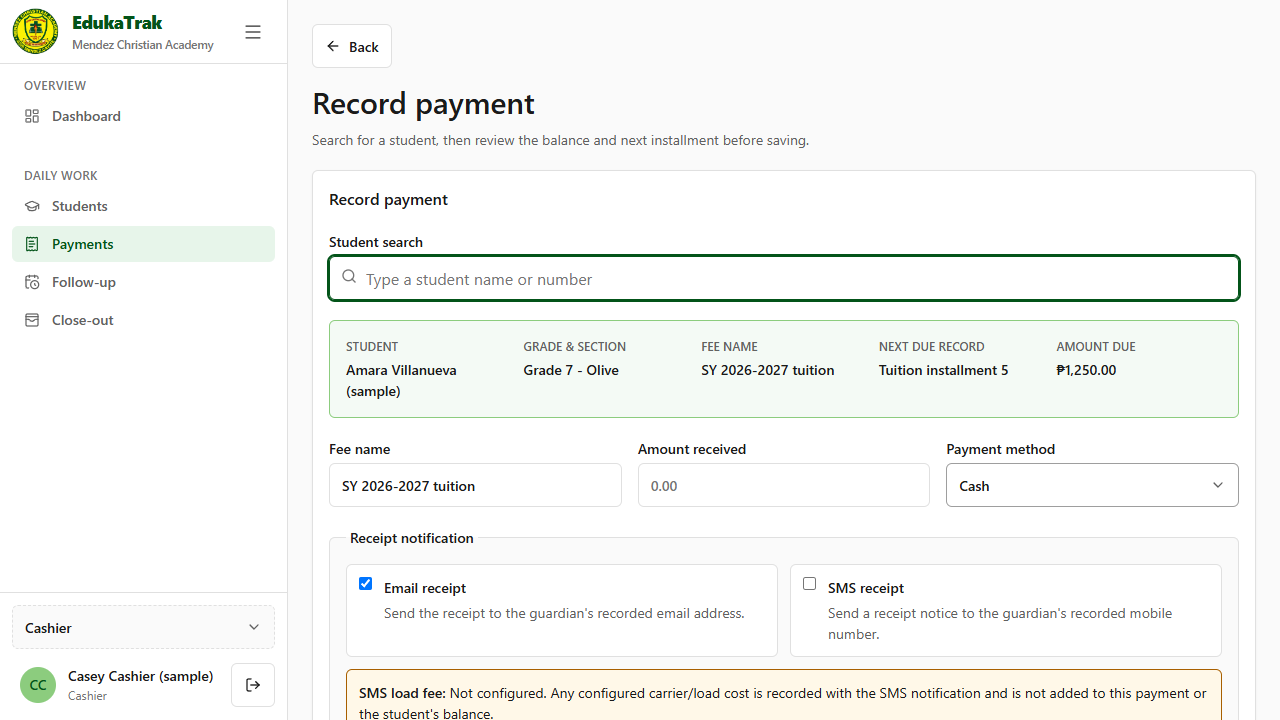 EdukaTrak
Mendez Christian Academy
OVERVIEW
Dashboard
DAILY WORK
Students
Payments
Follow-up
Close-out
Cashier
CC
Casey Cashier (sample)
Cashier
Back
Record payment
Search for a student, then review the balance and next installment before saving.
Record payment
Student search
Type a student name or number
STUDENT
Amara Villanueva
(sample)
GRADE & SECTION
Grade 7 - Olive
FEE NAME
SY 2026-2027 tuition
NEXT DUE RECORD
Tuition installment 5
AMOUNT DUE
₱1,250.00
Fee name
SY 2026-2027 tuition
Amount received
0.00
Payment method
Cash
Receipt notification
Email receipt
Send the receipt to the guardian's recorded email address.
SMS receipt
Send a receipt notice to the guardian's recorded mobile
number.
SMS load fee: Not configured. Any configured carrier/load cost is recorded with the SMS notification and is not added to this payment or
the student's balance.